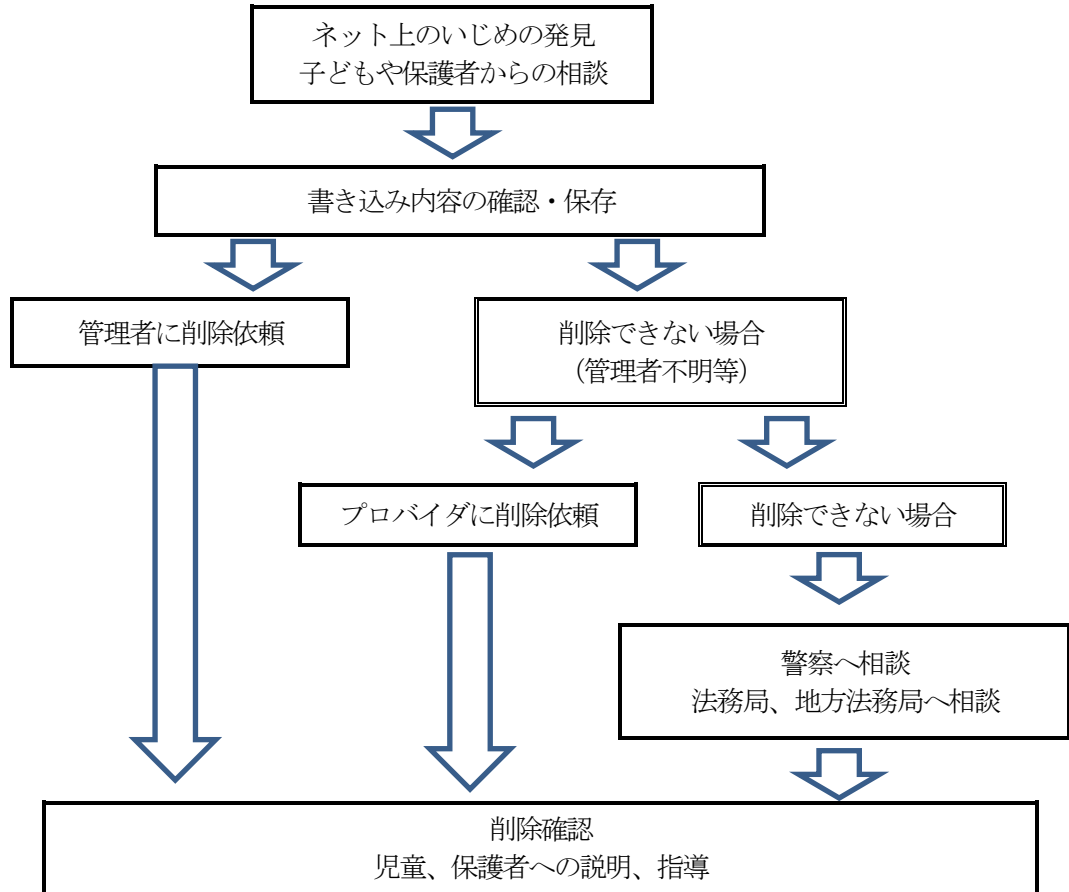 ネット上のいじめの発見
子どもや保護者からの相談
書き込み内容の確認・保存
管理者に削除依頼
削除できない場合
（管理者不明等）
プロバイダに削除依頼
削除できない場合
警察へ相談
法務局、地方法務局へ相談
削除確認
児童、保護者への説明、指導